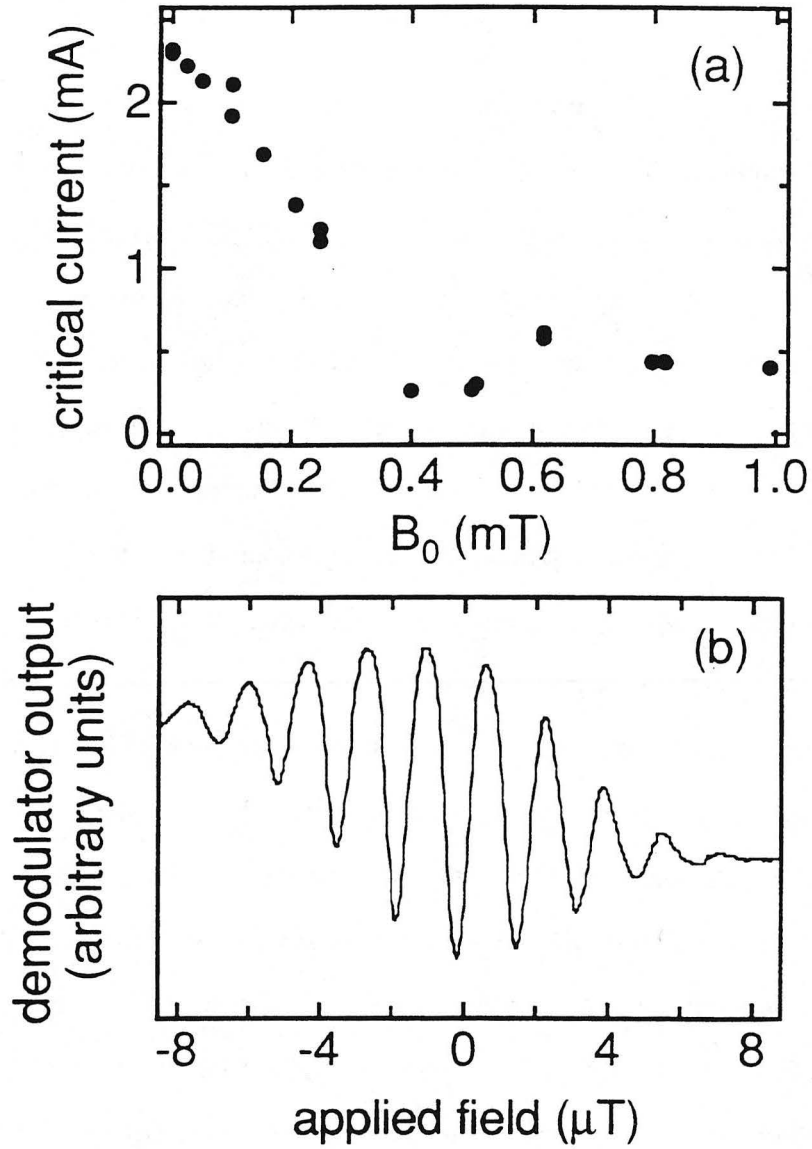 (a)
critical current (mA)
2
1
0
0.0 0.2 0.4 0.6 0.8 1.0
B₀ (mT)
(b)
demodulator output
(arbitrary units)
-8 -4 0 4 8
applied field (μT)